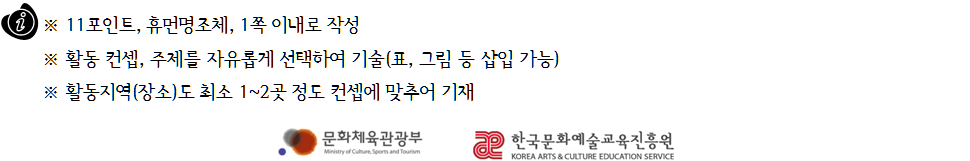 ※ 11포인트, 휴먼명조체, 1쪽 이내로 작성
※ 활동 컨셉, 주제를 자유롭게 선택하여 기술(표, 그림 등 삽입 가능)
※ 활동지역(장소)도 최소 1~2곳 정도 컨셉에 맞추어 기재
문화체육관광부
Ministry of Culture, Sports and Tourism
한국문화예술교육진흥원
KOREA ARTS & CULTURE EDUCATION SERVICE